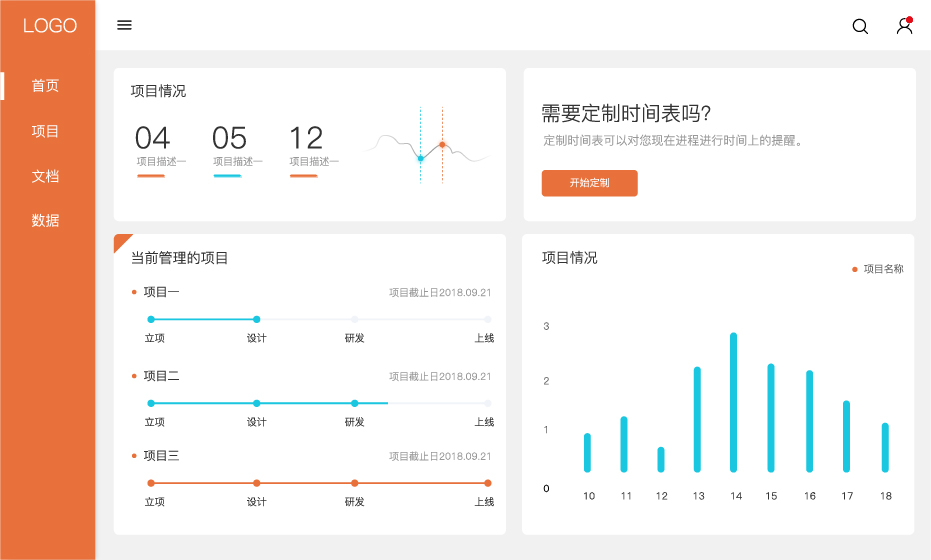 LOGO
首页
项目
文档
数据
项目情况
04 05 12
项目描述一 项目描述一 项目描述一
需要定制时间表吗?
定制时间表可以对您现在进程进行时间上的提醒。
开始定制
当前管理的项目
项目一 项目截止日2018.09.21
立项 设计 研发 上线
项目二 项目截止日2018.09.21
立项 设计 研发 上线
项目三 项目截止日2018.09.21
立项 设计 研发 上线
项目情况
项目名称
3
2
1
0
10 11 12 13 14 15 16 17 18